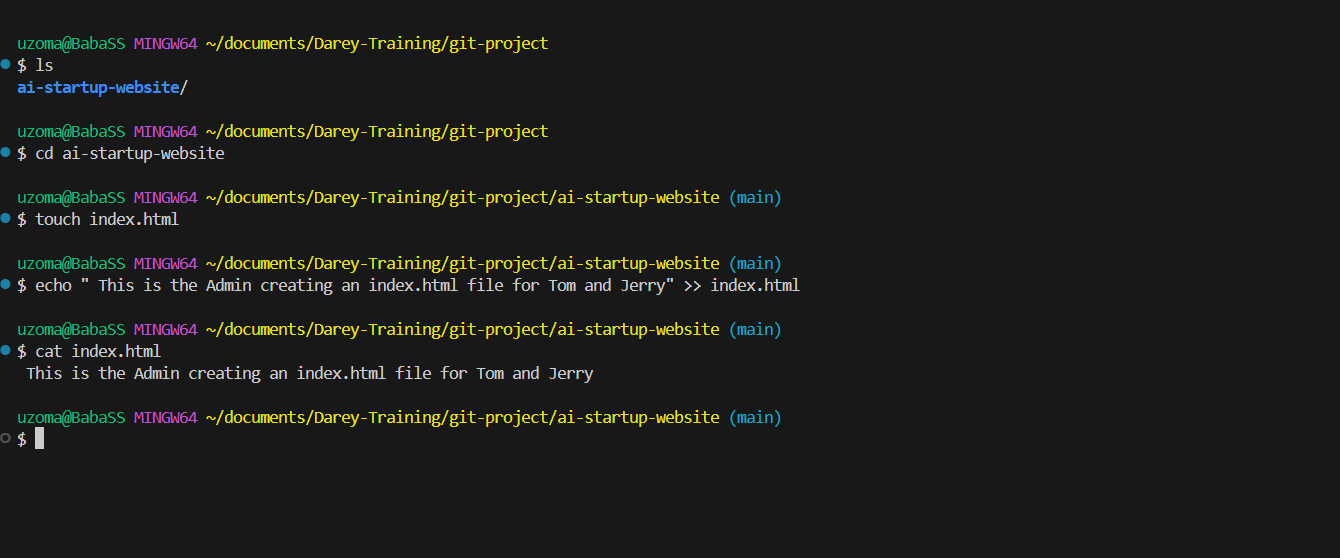 uzoma@BabaSS MINGW64 ~/documents/Darey-Training/git-project
$ ls
ai-startup-website/
uzoma@BabaSS MINGW64 ~/documents/Darey-Training/git-project
$ cd ai-startup-website
uzoma@BabaSS MINGW64 ~/documents/Darey-Training/git-project/ai-startup-website (main)
$ touch index.html
uzoma@BabaSS MINGW64 ~/documents/Darey-Training/git-project/ai-startup-website (main)
$ echo " This is the Admin creating an index.html file for Tom and Jerry" >> index.html
uzoma@BabaSS MINGW64 ~/documents/Darey-Training/git-project/ai-startup-website (main)
$ cat index.html
 This is the Admin creating an index.html file for Tom and Jerry
uzoma@BabaSS MINGW64 ~/documents/Darey-Training/git-project/ai-startup-website (main)
$